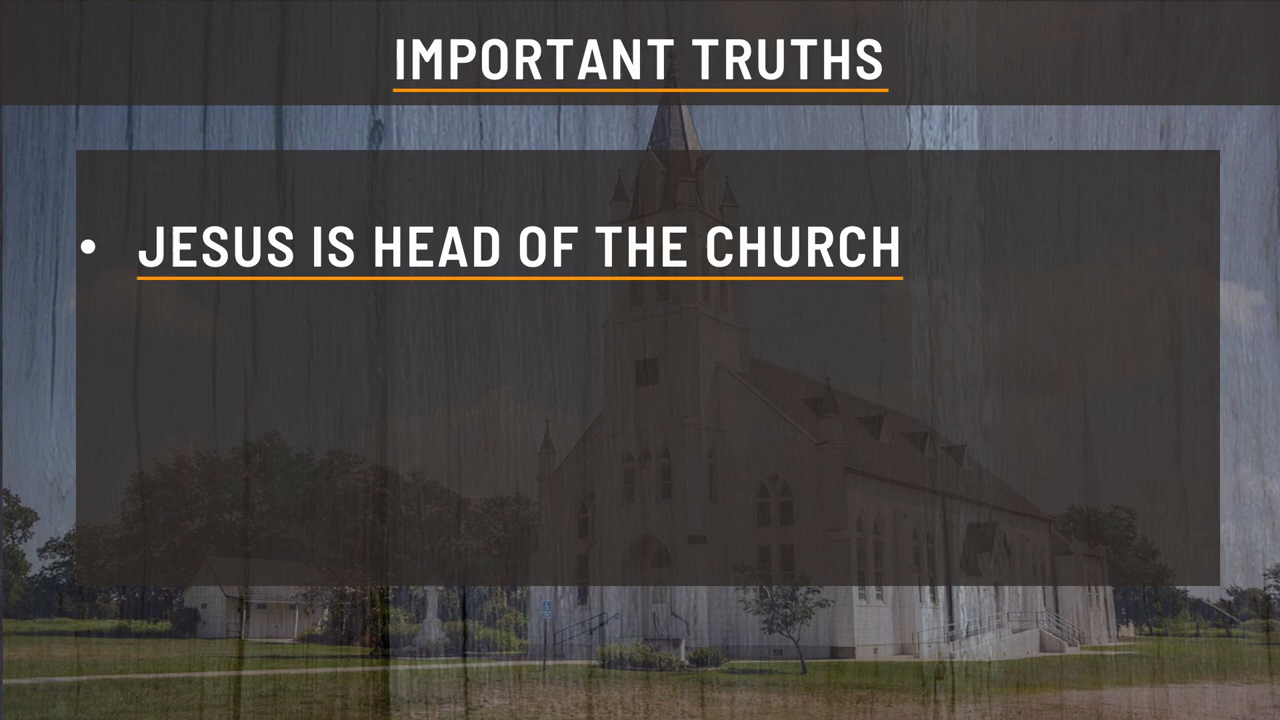 IMPORTANT TRUTHS
• JESUS IS HEAD OF THE CHURCH